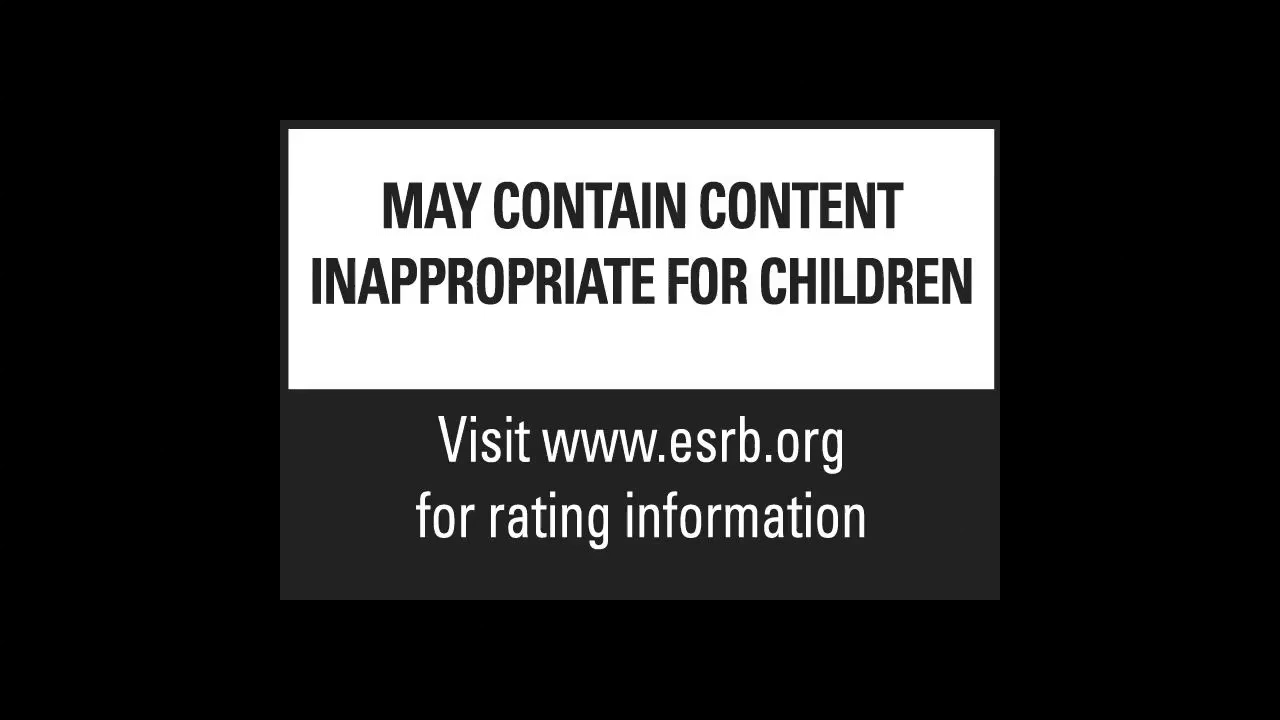 MAY CONTAIN CONTENT
INAPPROPRIATE FOR CHILDREN
Visit www.esrb.org
for rating information